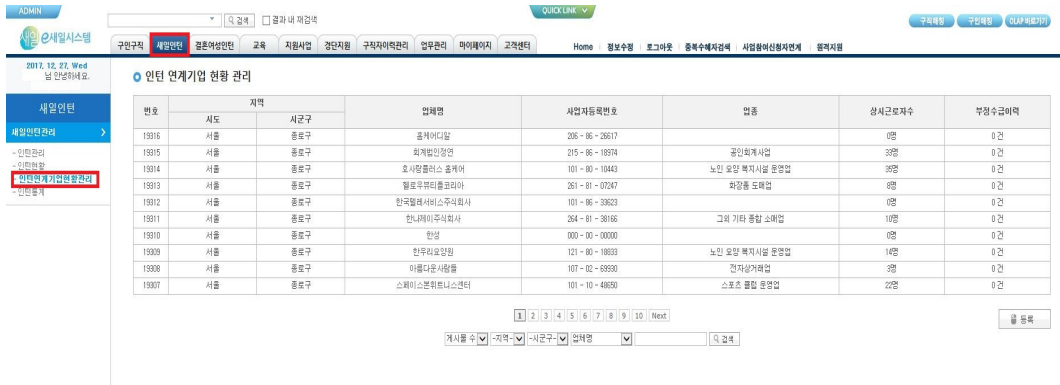 ADMIN
검색 결과 내 재검색
QUICK LINK
구직매칭 구인매칭 OLAP 바로가기
새일 e새일시스템
구인구직 새일인턴 결혼여성인턴 교육 지원사업 경단지원 구직자이력관리 업무관리 마이페이지 고객센터
Home 정보수정 로그아웃 중복수혜자검색 사업참여신청자연계 원격지원
2017. 12. 27. Wed
님 안녕하세요.
새일인턴
새일인턴관리
- 인턴관리
- 인턴현황
- 인턴연계기업현황관리
- 인턴통계
인턴 연계기업 현황 관리
번호 지역 업체명 사업자등록번호 업종 상시근로자수 부정수급이력
시도 시군구
19316 서울 종로구 홈케어디알 206 - 86 - 26617 0명 0 건
19315 서울 종로구 회계법인정연 215 - 86 - 18974 공인회계사업 33명 0 건
19314 서울 종로구 효사랑플러스 홈케어 101 - 80 - 10443 노인 요양 복지시설 운영업 35명 0 건
19313 서울 종로구 헬로우뷰티플코리아 261 - 81 - 07247 화장품 도매업 8명 0 건
19312 서울 종로구 한국텔레서비스주식회사 101 - 86 - 33623 0명 0 건
19311 서울 종로구 한나제이주식회사 264 - 81 - 38166 그외 기타 종합 소매업 10명 0 건
19310 서울 종로구 한성 000 - 00 - 00000 0명 0 건
19309 서울 종로구 한우리요양원 121 - 80 - 18693 노인 요양 복지시설 운영업 14명 0 건
19308 서울 종로구 아름다운사람들 107 - 02 - 69930 전자상거래업 3명 0 건
19307 서울 종로구 스페이스본휘트니스센터 101 - 10 - 48650 스포츠 클럽 운영업 22명 0 건
1 2 3 4 5 6 7 8 9 10 Next
등록
게시물 수 -지역- -시군구- 업체명 검색